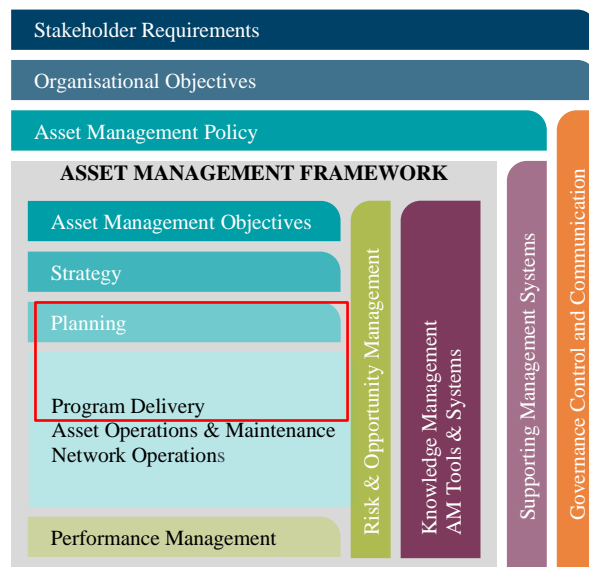 Stakeholder Requirements
Organisational Objectives
Asset Management Policy
ASSET MANAGEMENT FRAMEWORK
Asset Management Objectives
Strategy
Planning
Program Delivery
Asset Operations & Maintenance
Network Operations
Performance Management
Risk & Opportunity Management
Knowledge Management
AM Tools & Systems
Supporting Management Systems
Governance Control and Communication